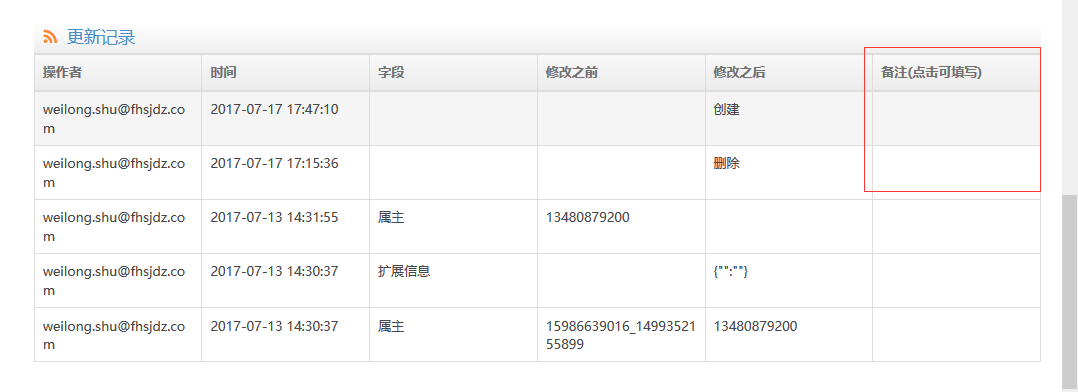 更新记录
操作者 时间 字段 修改之前 修改之后 备注(点击可填写)
weilong.shu@fhsjdz.co 2017-07-17 17:47:10 创建
m
weilong.shu@fhsjdz.co 2017-07-17 17:15:36 删除
m
weilong.shu@fhsjdz.co 2017-07-13 14:31:55 属主 13480879200
m
weilong.shu@fhsjdz.co 2017-07-13 14:30:37 扩展信息 {"":""}
m
weilong.shu@fhsjdz.co 2017-07-13 14:30:37 属主 15986639016_14993521 13480879200
m 55899